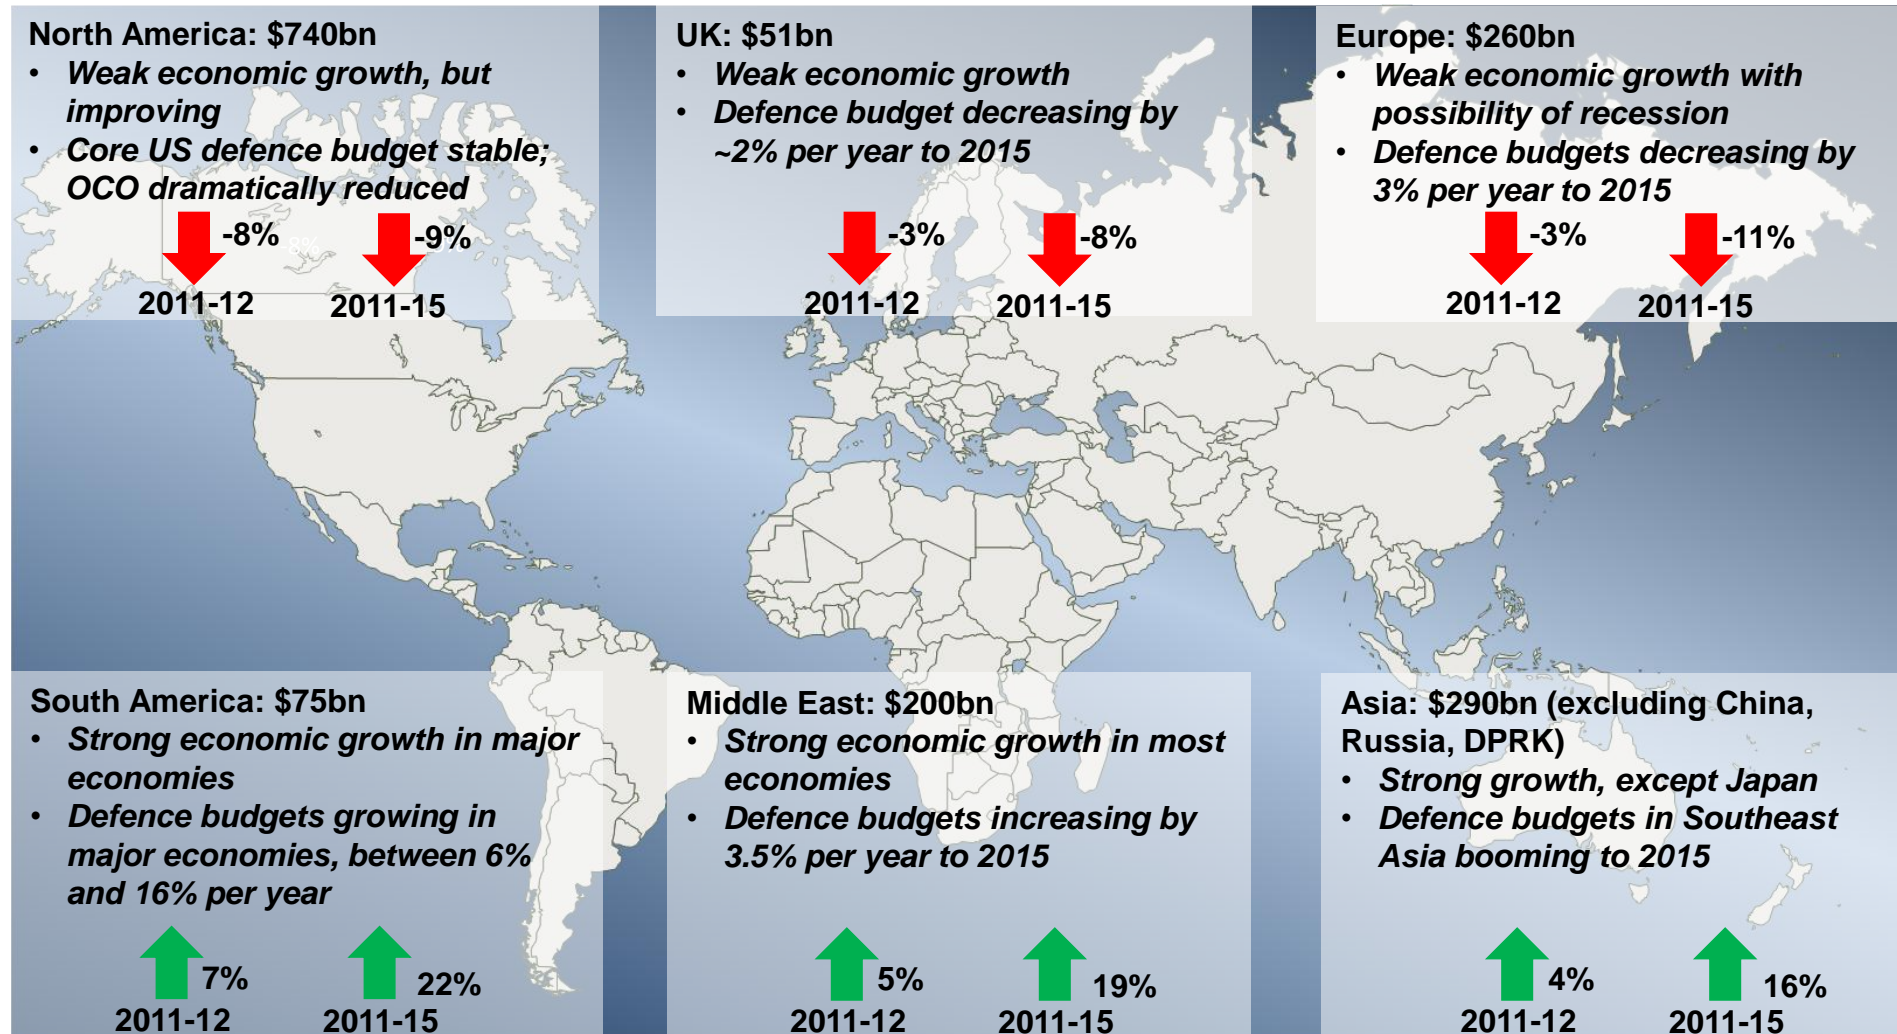 North America: $740bn
• Weak economic growth, but
improving
• Core US defence budget stable;
OCO dramatically reduced
-8%
-9%
2011-12
2011-15
UK: $51bn
• Weak economic growth
• Defence budget decreasing by
~2% per year to 2015
-3%
-8%
2011-12
2011-15
Europe: $260bn
• Weak economic growth with
possibility of recession
• Defence budgets decreasing by
3% per year to 2015
-3%
-11%
2011-12
2011-15
South America: $75bn
• Strong economic growth in major
economies
• Defence budgets growing in
major economies, between 6%
and 16% per year
7%
22%
2011-12
2011-15
Middle East: $200bn
• Strong economic growth in most
economies
• Defence budgets increasing by
3.5% per year to 2015
5%
19%
2011-12
2011-15
Asia: $290bn (excluding China,
Russia, DPRK)
• Strong growth, except Japan
• Defence budgets in Southeast
Asia booming to 2015
4%
16%
2011-12
2011-15